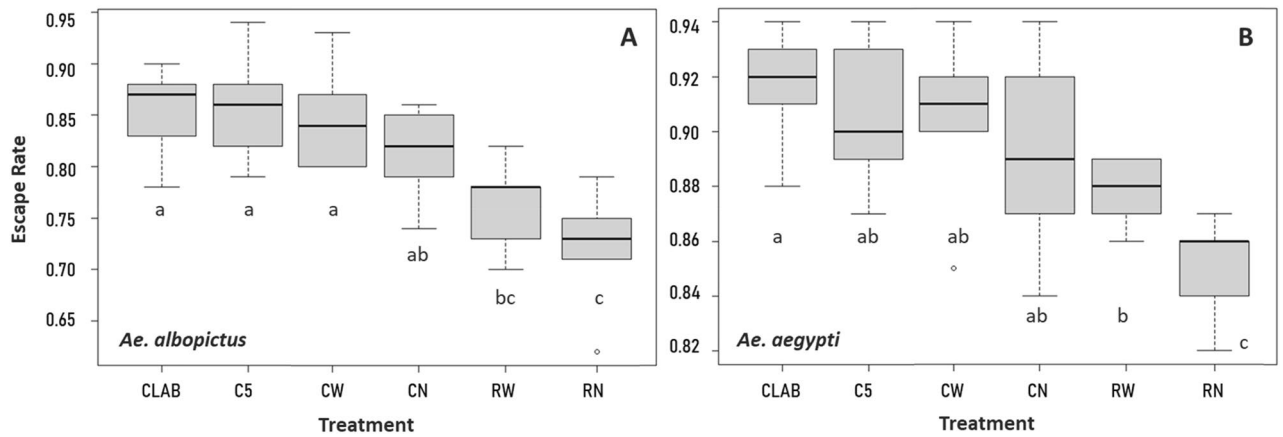 A
Escape Rate
0.95
0.90
0.85
0.80
0.75
0.70
0.65
a
a
a
ab
bc
c
Ae. albopictus
CLAB C5 CW CN RW RN
Treatment
B
0.94
0.92
0.90
0.88
0.86
0.84
0.82
a
ab
ab
ab
b
c
Ae. aegypti
CLAB C5 CW CN RW RN
Treatment